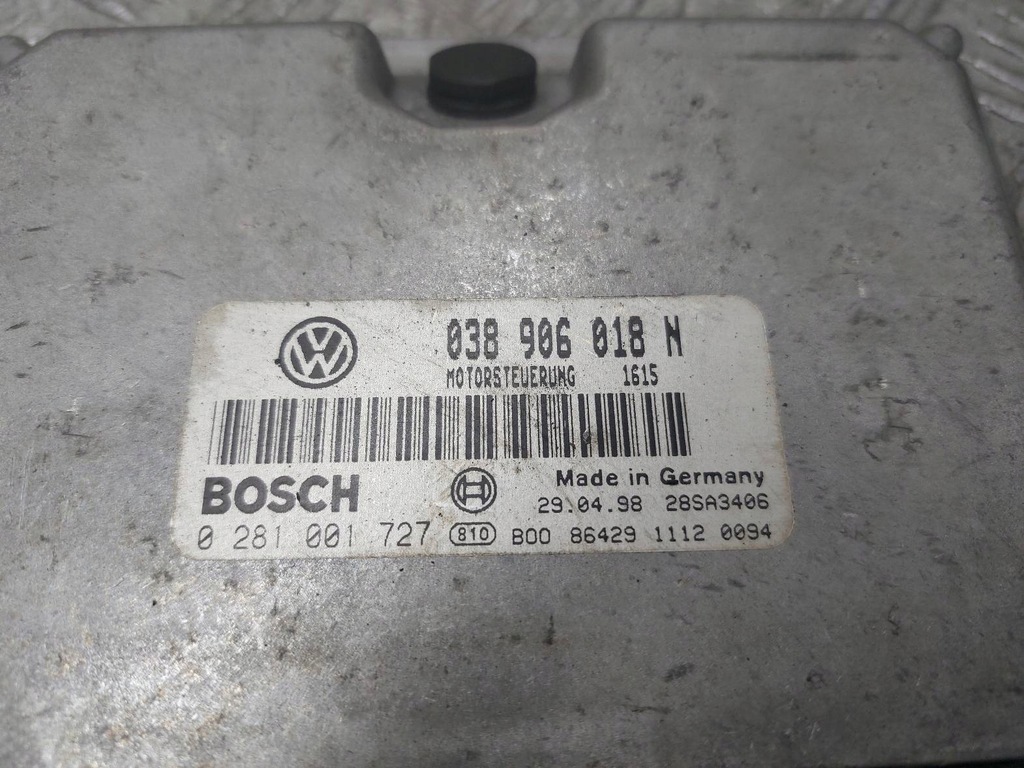 038 906 018 N
MOTORSTEUERUNG 1615
BOSCH
Made in Germany
29.04.98 28SA3406
0 281 001 727 810 B00 86429 1112 0094